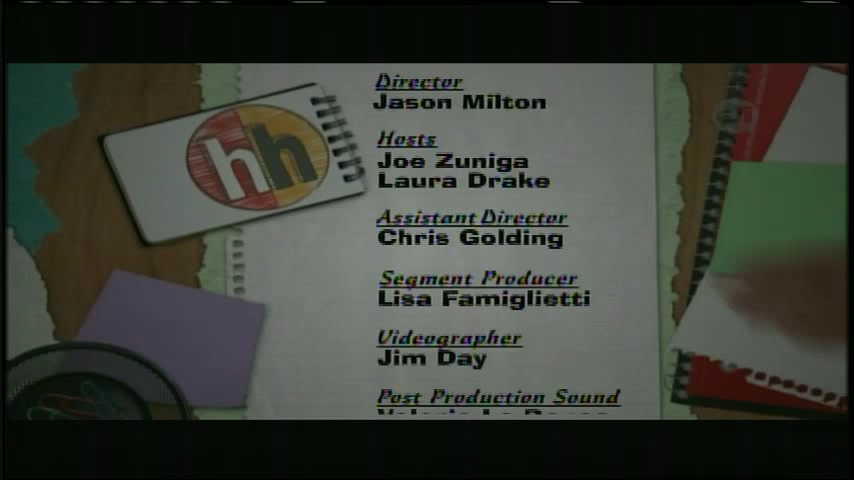 hh
Director
Jason Milton
Hosts
Joe Zuniga
Laura Drake
Assistant Director
Chris Golding
Segment Producer
Lisa Famiglietti
Videographer
Jim Day
Post Production Sound